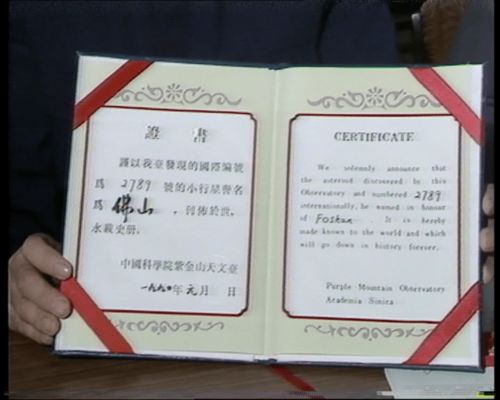 證書
謹以我臺發現的國際編號
為 2789 號的小行星譽名
為 佛山 ，刊佈於世，
永載史册．
中國科學院紫金山天文臺
一九九〇年元月 日
CERTIFICATE
We solemnly announce that
the asteroid discovered by this
Observatory and numbered 2789
internationally, be named in honour
of Foshan . It is hereby
made known to the world and which
will go down in history forever.
Purple Mountain Observatory
Academia Sinica